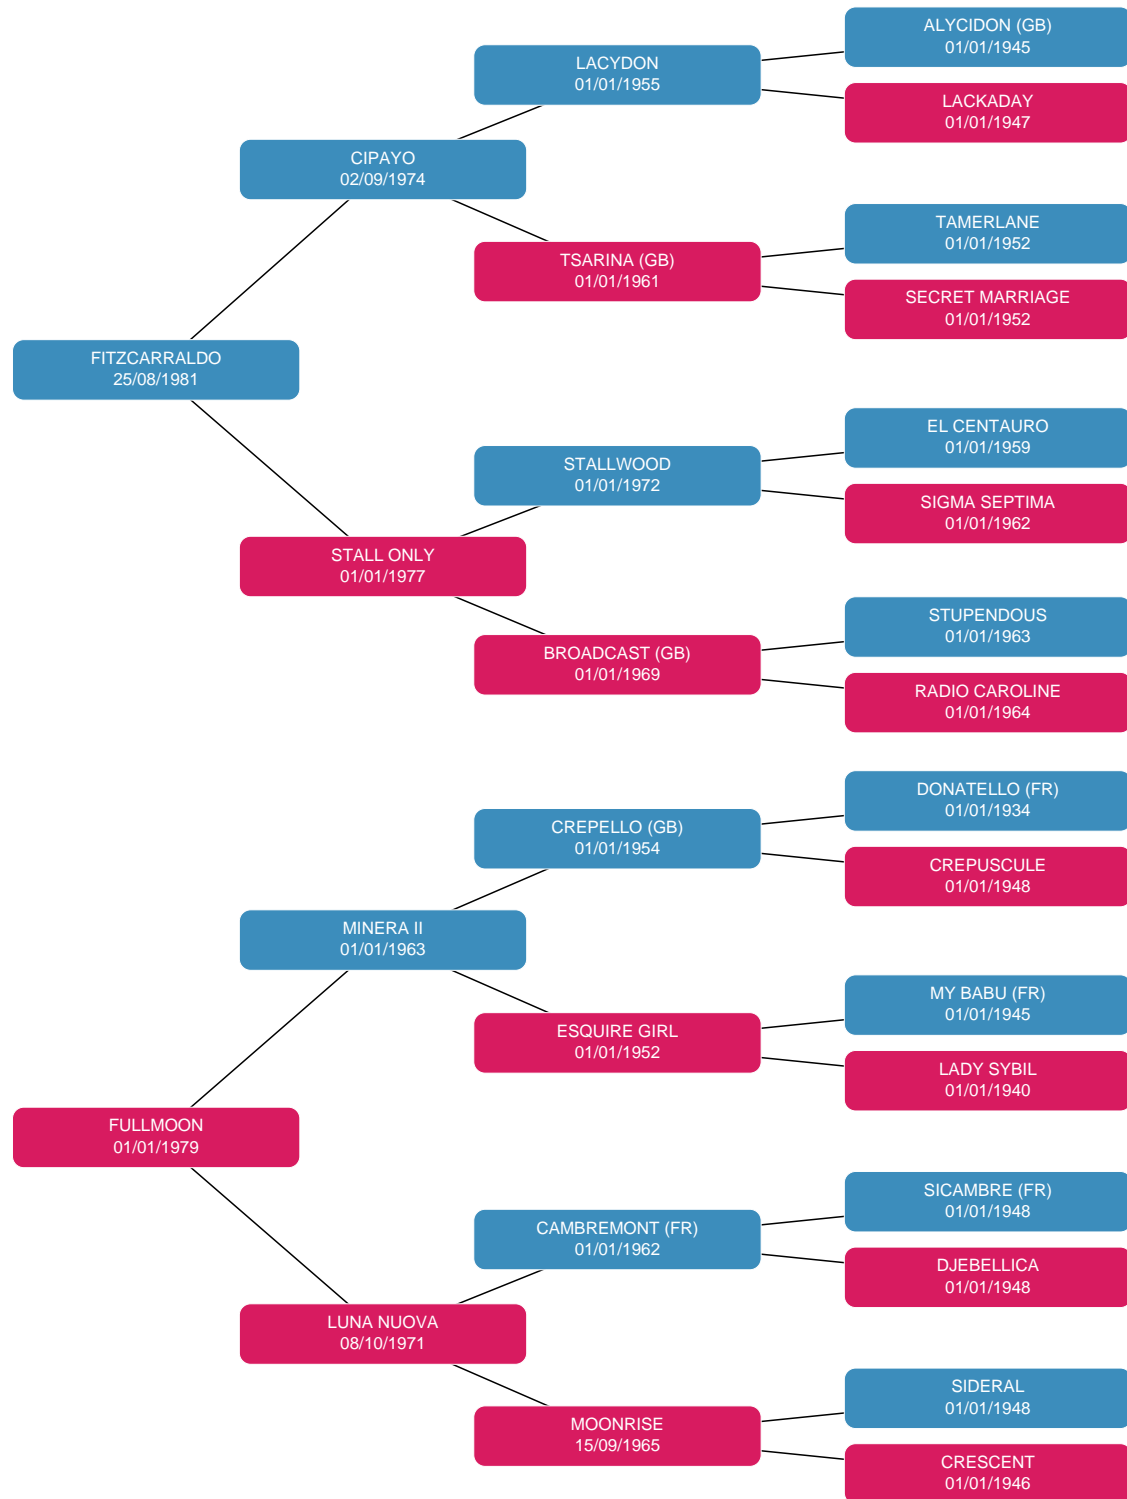 ALYCIDON (GB)
01/01/1945
LACYDON
01/01/1955
LACKADAY
01/01/1947
CIPAYO
02/09/1974
TAMERLANE
01/01/1952
TSARINA (GB)
01/01/1961
SECRET MARRIAGE
01/01/1952
FITZCARRALDO
25/08/1981
EL CENTAURO
01/01/1959
STALLWOOD
01/01/1972
SIGMA SEPTIMA
01/01/1962
STALL ONLY
01/01/1977
STUPENDOUS
01/01/1963
BROADCAST (GB)
01/01/1969
RADIO CAROLINE
01/01/1964
DONATELLO (FR)
01/01/1934
CREPELLO (GB)
01/01/1954
CREPUSCULE
01/01/1948
MINERA II
01/01/1963
MY BABU (FR)
01/01/1945
ESQUIRE GIRL
01/01/1952
LADY SYBIL
01/01/1940
FULLMOON
01/01/1979
SICAMBRE (FR)
01/01/1948
CAMBREMONT (FR)
01/01/1962
DJEBELLICA
01/01/1948
LUNA NUOVA
08/10/1971
SIDERAL
01/01/1948
MOONRISE
15/09/1965
CRESCENT
01/01/1946